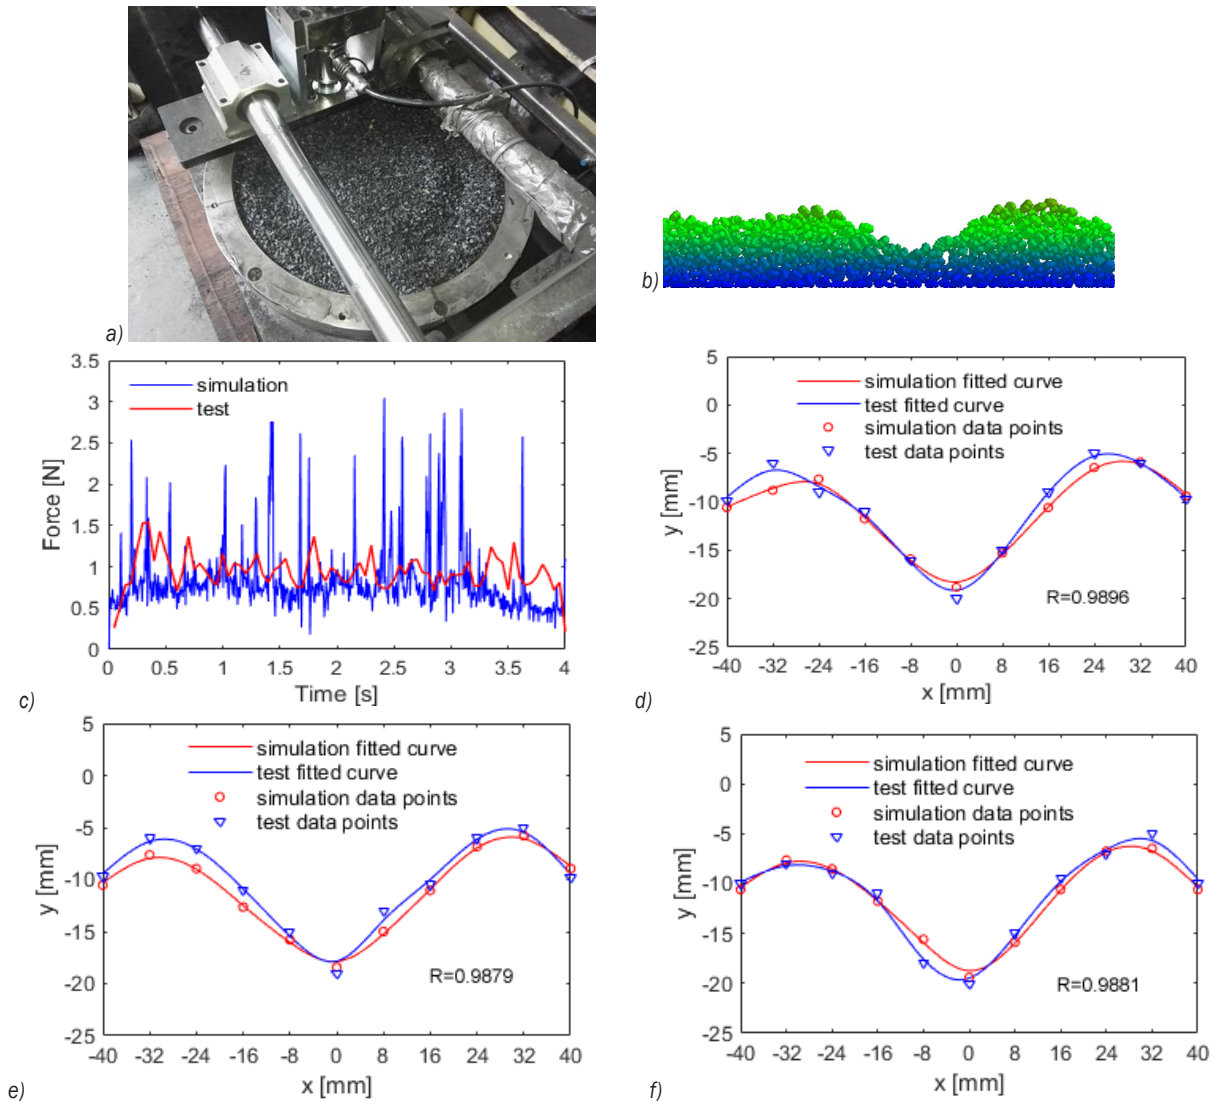 a)
b)
3.5
3
2.5
2
1.5
1
0.5
0
Force [N]
simulation
test
0 0.5 1 1.5 2 2.5 3 3.5 4
Time [s]
c)
5
0
-5
-10
-15
-20
-25
y [mm]
simulation fitted curve
test fitted curve
simulation data points
test data points
R=0.9896
-40 -32 -24 -16 -8 0 8 16 24 32 40
x [mm]
d)
5
0
-5
-10
-15
-20
-25
y [mm]
simulation fitted curve
test fitted curve
simulation data points
test data points
R=0.9879
-40 -32 -24 -16 -8 0 8 16 24 32 40
x [mm]
e)
5
0
-5
-10
-15
-20
-25
y [mm]
simulation fitted curve
test fitted curve
simulation data points
test data points
R=0.9881
-40 -32 -24 -16 -8 0 8 16 24 32 40
x [mm]
f)